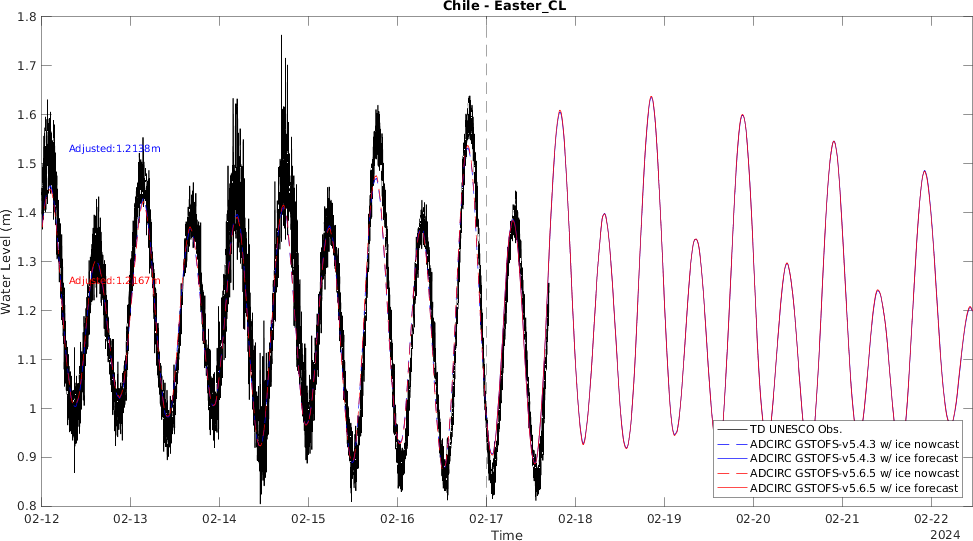 Chile - Easter_CL
1.8
1.7
1.6
1.5
1.4
1.3
1.2
1.1
1
0.9
0.8
Water Level (m)
Adjusted:1.2138m
Adjusted:1.2167m
TD UNESCO Obs.
ADCIRC GSTOFS-v5.4.3 w/ ice nowcast
ADCIRC GSTOFS-v5.4.3 w/ ice forecast
ADCIRC GSTOFS-v5.6.5 w/ ice nowcast
ADCIRC GSTOFS-v5.6.5 w/ ice forecast
02-12 02-13 02-14 02-15 02-16 02-17 02-18 02-19 02-20 02-21 02-22
Time
2024